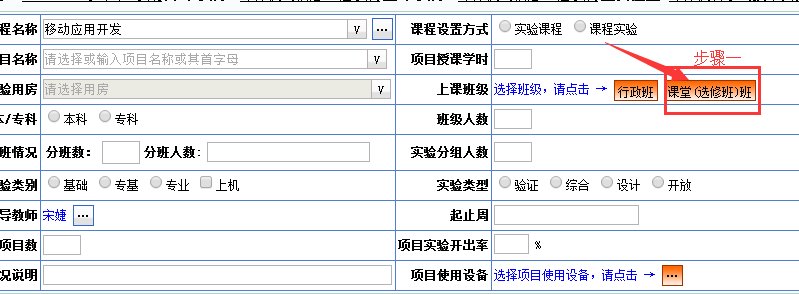 程名称 移动应用开发 V ... 课程设置方式 实验课程 课程实验
步骤一
目名称 请选择或输入项目名称或其首字母 V 项目授课学时
验用房 请选择用房 V 上课班级 选择班级，请点击 → 行政班 课堂(选修班)班
/专科 本科 专科 班级人数
班情况 分班数: 分班人数: 实验分组人数
验类别 基础 专基 专业 上机 实验类型 验证 综合 设计 开放
导教师 宋婕 ... 起止周
项目数 项目实验开出率 %
况说明 项目使用设备 选择项目使用设备，请点击 → ...